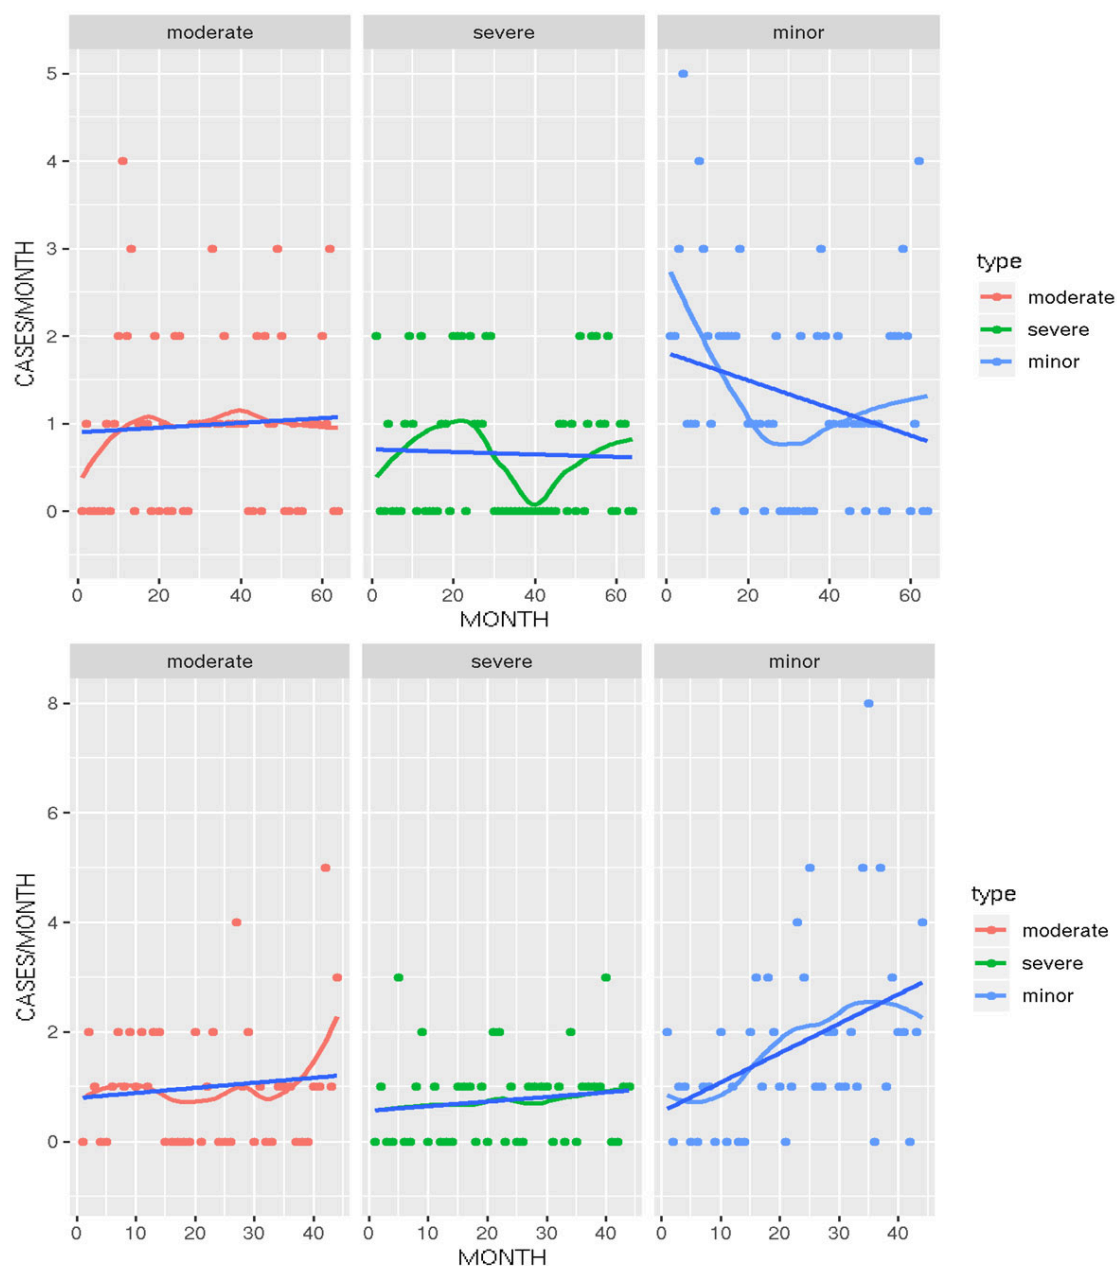 moderate severe minor
5
4
3
2
1
0
CASES/MONTH
0 20 40 60 0 20 40 60 0 20 40 60
MONTH
type
moderate
severe
minor
moderate severe minor
8
6
4
2
0
CASES/MONTH
0 10 20 30 40 0 10 20 30 40 0 10 20 30 40
MONTH
type
moderate
severe
minor